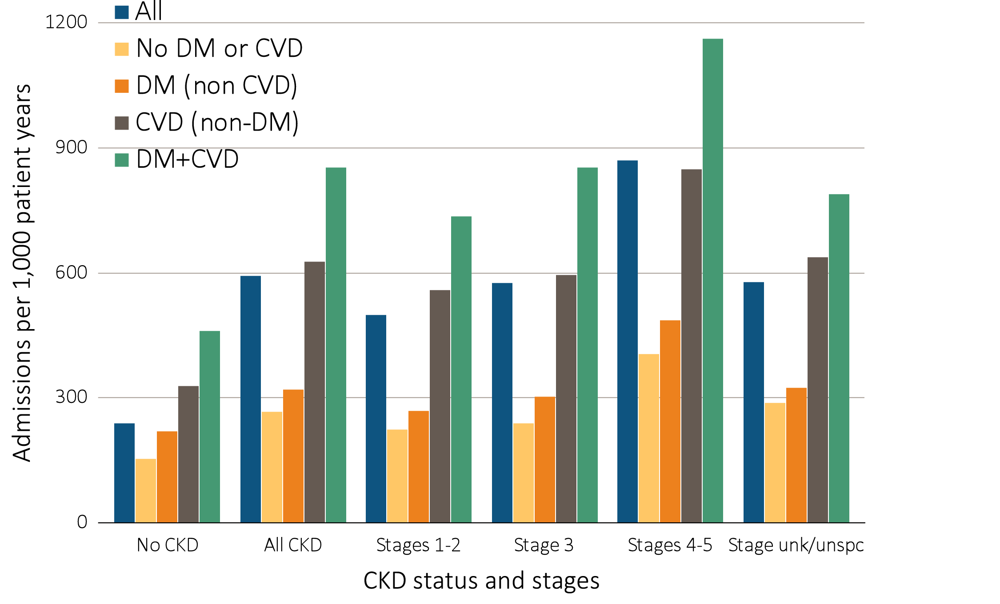 All
No DM or CVD
DM (non CVD)
CVD (non-DM)
DM+CVD
Admissions per 1,000 patient years
1200
900
600
300
0
No CKD
All CKD
Stages 1-2
Stage 3
Stages 4-5
Stage unk/unspc
CKD status and stages